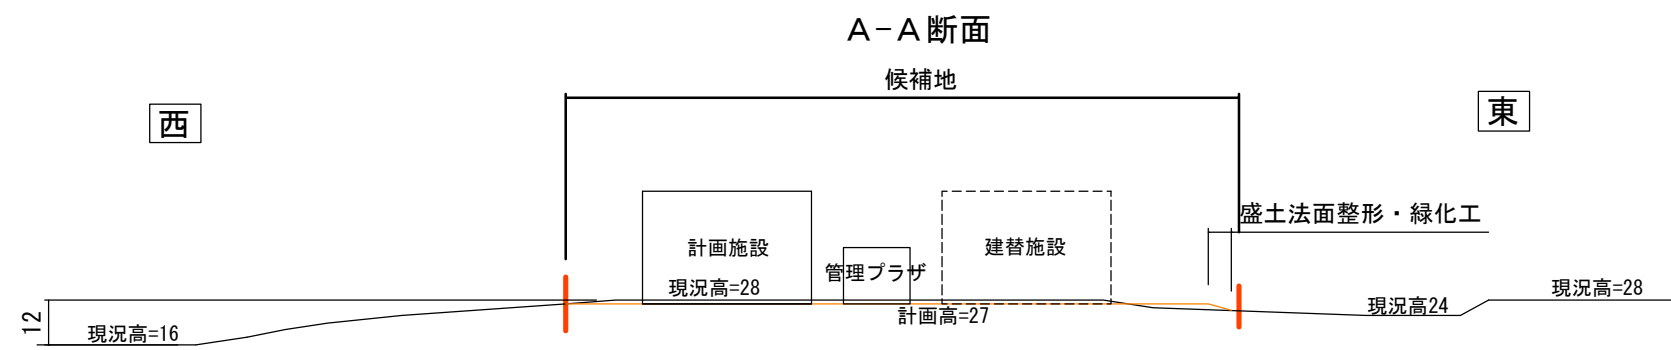 A-A断面
候補地
西
東
盛土法面整形・緑化工
計画施設
建替施設
管理プラザ
現況高=28
現況高=28
計画高=27
現況高24
12
現況高=16